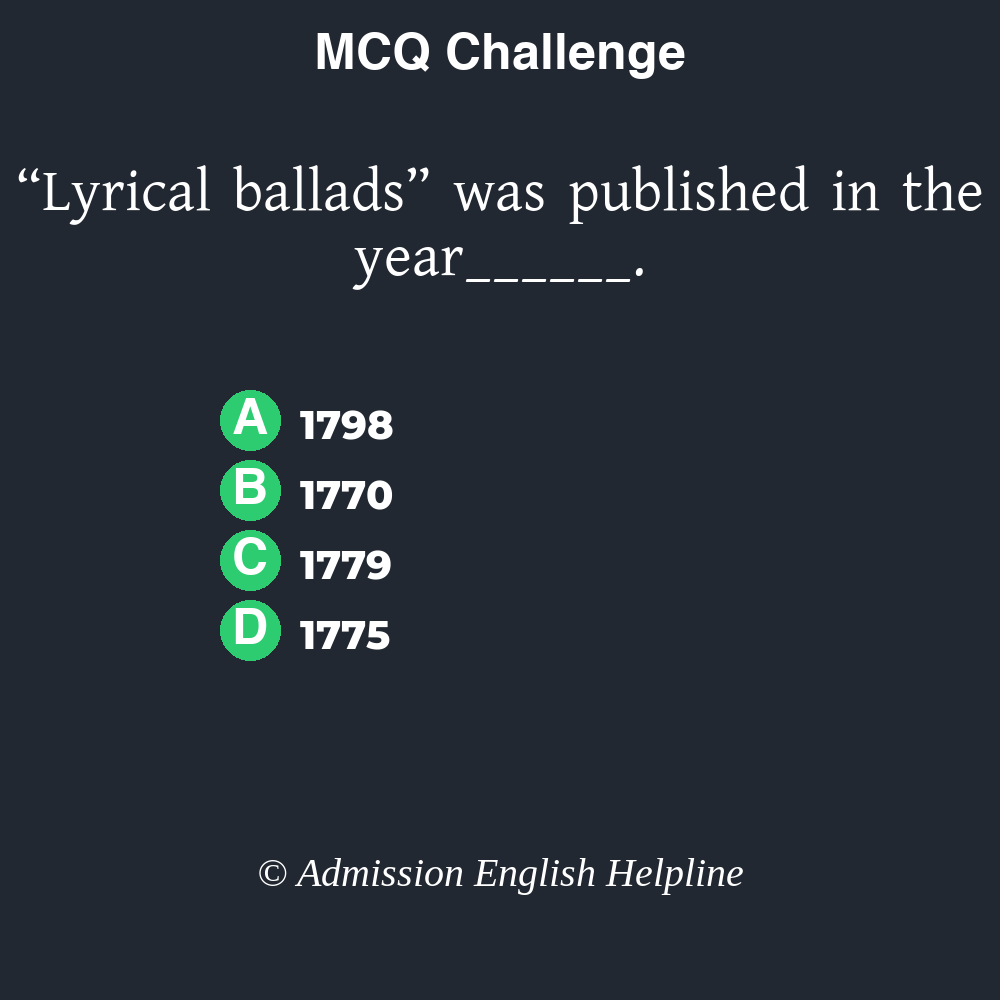 MCQ Challenge
“Lyrical ballads” was published in the
year______.
A 1798
B 1770
C 1779
D 1775
© Admission English Helpline